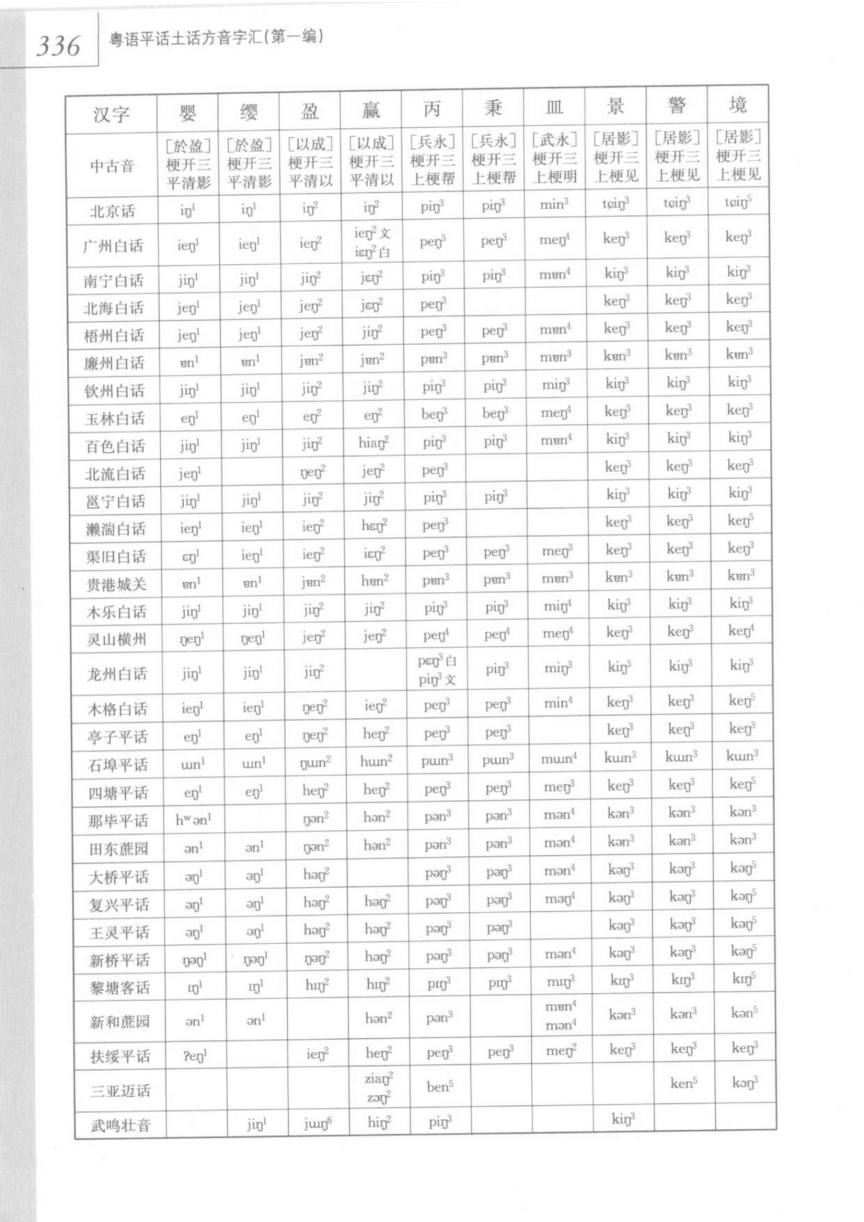 336
粤语平话土话方音字汇(第一编)
汉字 婴 缨 盈 赢 丙 秉 皿 景 警 境
中古音 [於盈]梗开三平清影 [於盈]梗开三平清影 [以成]梗开三平清以 [以成]梗开三平清以 [兵永]梗开三上梗帮 [兵永]梗开三上梗帮 [武永]梗开三上梗明 [居影]梗开三上梗见 [居影]梗开三上梗见 [居影]梗开三上梗见
北京话 iŋ¹ iŋ¹ iŋ² iŋ² piŋ³ piŋ³ min³ tɕiŋ³ tɕiŋ³ tɕiŋ⁵
广州白话 ieŋ¹ ieŋ¹ ieŋ² ieŋ²文 iɛŋ²白 peŋ³ peŋ³ meŋ⁴ keŋ³ keŋ³ keŋ³
南宁白话 jiŋ¹ jiŋ¹ jiŋ² jɛŋ² piŋ³ piŋ³ mɐn⁴ kiŋ³ kiŋ³ kiŋ³
北海白话 jeŋ¹ jeŋ¹ jeŋ² jɛŋ² peŋ³ keŋ³ keŋ³ keŋ³
梧州白话 jeŋ¹ jeŋ¹ jeŋ² jiŋ² peŋ³ peŋ³ mɐn⁴ keŋ³ keŋ³ keŋ³
廉州白话 ɐn¹ ɐn¹ jɐn² jɐn² pɐn³ pɐn³ mɐn³ kɐn³ kɐn³ kɐn³
钦州白话 jiŋ¹ jiŋ¹ jiŋ² jiŋ² piŋ³ piŋ³ miŋ³ kiŋ³ kiŋ³ kiŋ³
玉林白话 eŋ¹ eŋ¹ eŋ² eŋ² beŋ³ beŋ³ meŋ⁴ keŋ³ keŋ³ keŋ³
百色白话 jiŋ¹ jiŋ¹ jiŋ² hiaŋ² piŋ³ piŋ³ mɐn⁴ kiŋ³ kiŋ³ kiŋ³
北流白话 jeŋ¹ ŋeŋ² jeŋ² peŋ³ keŋ³ keŋ³ keŋ³
邕宁白话 jiŋ¹ jiŋ¹ jiŋ² jiŋ² piŋ³ piŋ³ kiŋ³ kiŋ³ kiŋ³
濑湍白话 ieŋ¹ ieŋ¹ ieŋ² hɛŋ² peŋ³ keŋ³ keŋ³ keŋ⁵
渠旧白话 ɛŋ¹ ieŋ¹ ieŋ² iɛŋ² peŋ³ peŋ³ meŋ³ keŋ³ keŋ³ keŋ³
贵港城关 ɐn¹ ɐn¹ jɐn² hɐn² pɐn³ pɐn³ mɐn³ kɐn³ kɐn³ kɐn³
木乐白话 jiŋ¹ jiŋ¹ jiŋ² jiŋ² piŋ³ piŋ³ miŋ⁴ kiŋ³ kiŋ³ kiŋ³
灵山横州 ŋeŋ¹ ŋeŋ¹ jeŋ² jeŋ² peŋ⁴ peŋ⁴ meŋ⁴ keŋ³ keŋ³ keŋ⁴
龙州白话 jiŋ¹ jiŋ¹ jiŋ² pɛŋ³白 piŋ³文 piŋ³ miŋ³ kiŋ³ kiŋ³ kiŋ³
木格白话 ieŋ¹ ieŋ¹ ŋeŋ² ieŋ² peŋ³ peŋ³ min⁴ keŋ³ keŋ³ keŋ⁵
亭子平话 eŋ¹ eŋ¹ ŋeŋ² heŋ² peŋ³ peŋ³ keŋ³ keŋ³ keŋ³
石埠平话 ɯn¹ ɯn¹ ŋɯn² hɯn² pɯn³ pɯn³ mɯn⁴ kɯn³ kɯn³ kɯn³
四塘平话 eŋ¹ eŋ¹ heŋ² heŋ² peŋ³ peŋ³ meŋ³ keŋ³ keŋ³ keŋ⁵
那毕平话 hʷən¹ ŋən² hən² pən³ pən³ mən⁴ kən³ kən³ kən³
田东蔗园 ən¹ ən¹ ŋən² hən² pən³ pən³ mən⁴ kən³ kən³ kən³
大桥平话 əŋ¹ əŋ¹ həŋ² pəŋ³ pəŋ³ mən⁴ kəŋ³ kəŋ³ kəŋ⁵
复兴平话 əŋ¹ əŋ¹ həŋ² həŋ² pəŋ³ pəŋ³ məŋ⁴ kəŋ³ kəŋ³ kəŋ⁵
王灵平话 əŋ¹ əŋ¹ həŋ² həŋ² pəŋ³ pəŋ³ kəŋ³ kəŋ³ kəŋ⁵
新桥平话 ŋəŋ¹ ŋəŋ¹ ŋəŋ² həŋ² pəŋ³ pəŋ³ mən⁴ kəŋ³ kəŋ³ kəŋ⁵
黎塘客话 ɪŋ¹ ɪŋ¹ hɪŋ² hɪŋ² pɪŋ³ pɪŋ³ mɪŋ³ kɪŋ³ kɪŋ³ kɪŋ⁵
新和蔗园 ən¹ ən¹ hən² pən³ mɐn⁴ mən⁴ kən³ kən³ kən⁵
扶绥平话 ʔeŋ¹ ieŋ² heŋ² peŋ³ peŋ³ meŋ² keŋ³ keŋ³ keŋ³
三亚迈话 ziaŋ² zɔŋ² ben⁵ ken⁵ kɔŋ³
武鸣壮音 jiŋ¹ jɯŋ⁶ hiŋ² piŋ³ kiŋ³